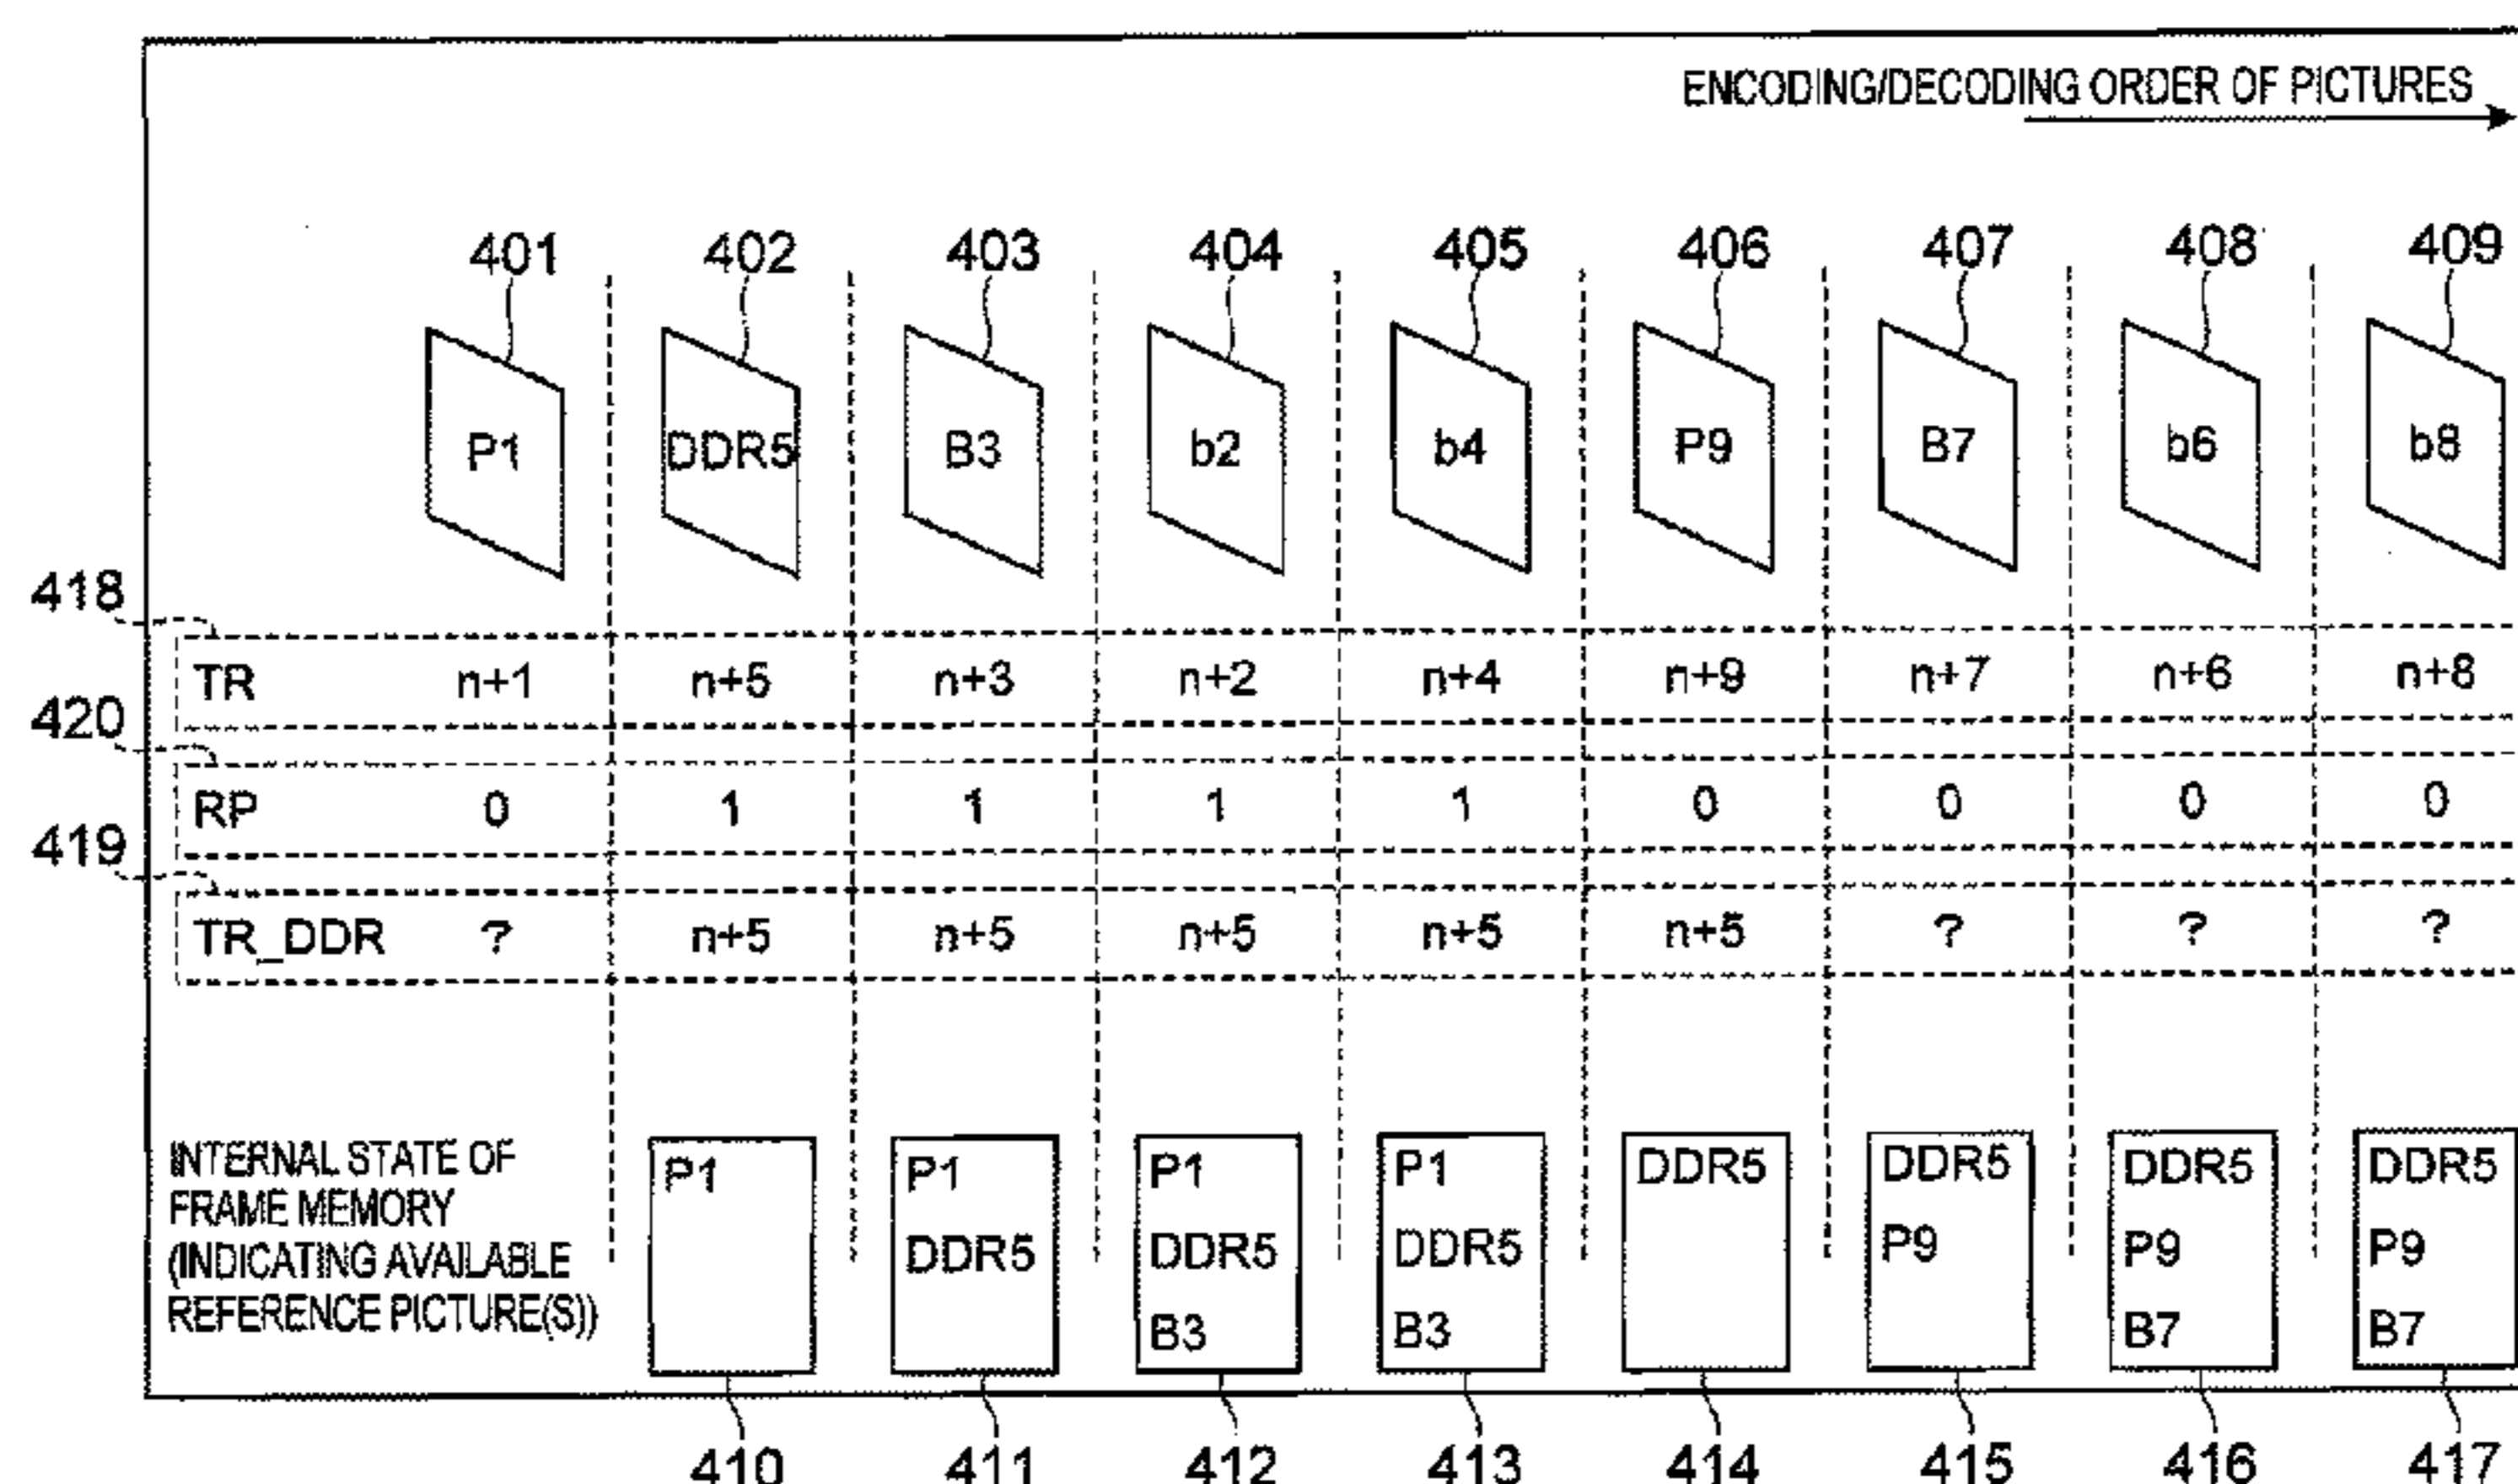 ENCODING/DECODING ORDER OF PICTURES
401 402 403 404 405 406 407 408 409
P1 DDR5 B3 b2 b4 P9 B7 b6 b8
418
TR n+1 n+5 n+3 n+2 n+4 n+9 n+7 n+6 n+8
420
RP 0 1 1 1 1 0 0 0 0
419
TR_DDR ? n+5 n+5 n+5 n+5 n+5 ? ? ?
INTERNAL STATE OF
FRAME MEMORY
(INDICATING AVAILABLE
REFERENCE PICTURE(S))
P1 P1 P1 P1 DDR5 DDR5 DDR5 DDR5
DDR5 DDR5 DDR5 P9 P9 P9
B3 B3 B7 B7
410 411 412 413 414 415 416 417